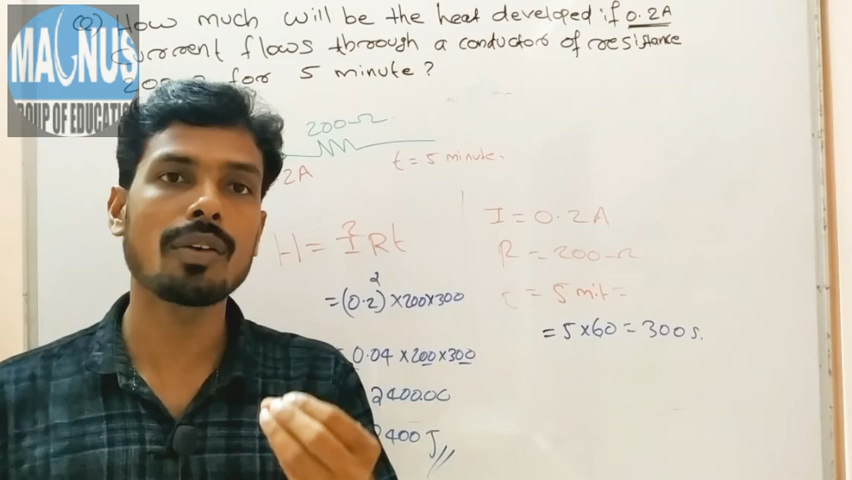 MAGNUS
GROUP OF EDUCATION
(Q) How much will be the heat developed if 0.2A
current flows through a conductor of resistance
for 5 minute?
200Ω
2A
t = 5 minute.
H = I²Rt
= (0.2)² × 200 × 300
= 0.04 × 200 × 300
2400.00
2400 J
I = 0.2A
R = 200Ω
t = 5 mit =
= 5 × 60 = 300 s.